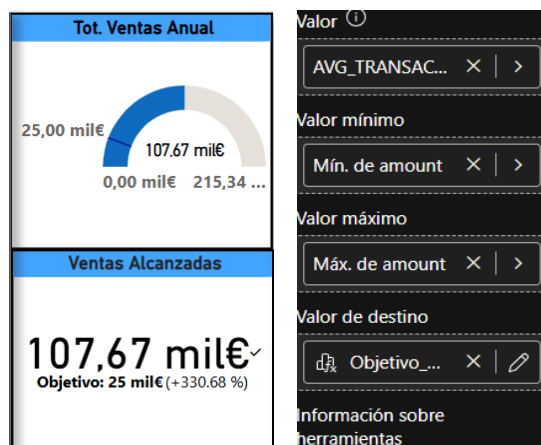 Tot. Ventas Anual
25,00 mil€
107,67 mil€
0,00 mil€ 215,34 ...
Ventas Alcanzadas
107,67 mil€
Objetivo: 25 mil€ (+330.68 %)
Valor
AVG_TRANSAC...
Valor mínimo
Mín. de amount
Valor máximo
Máx. de amount
Valor de destino
Objetivo_...
Información sobre
herramientas